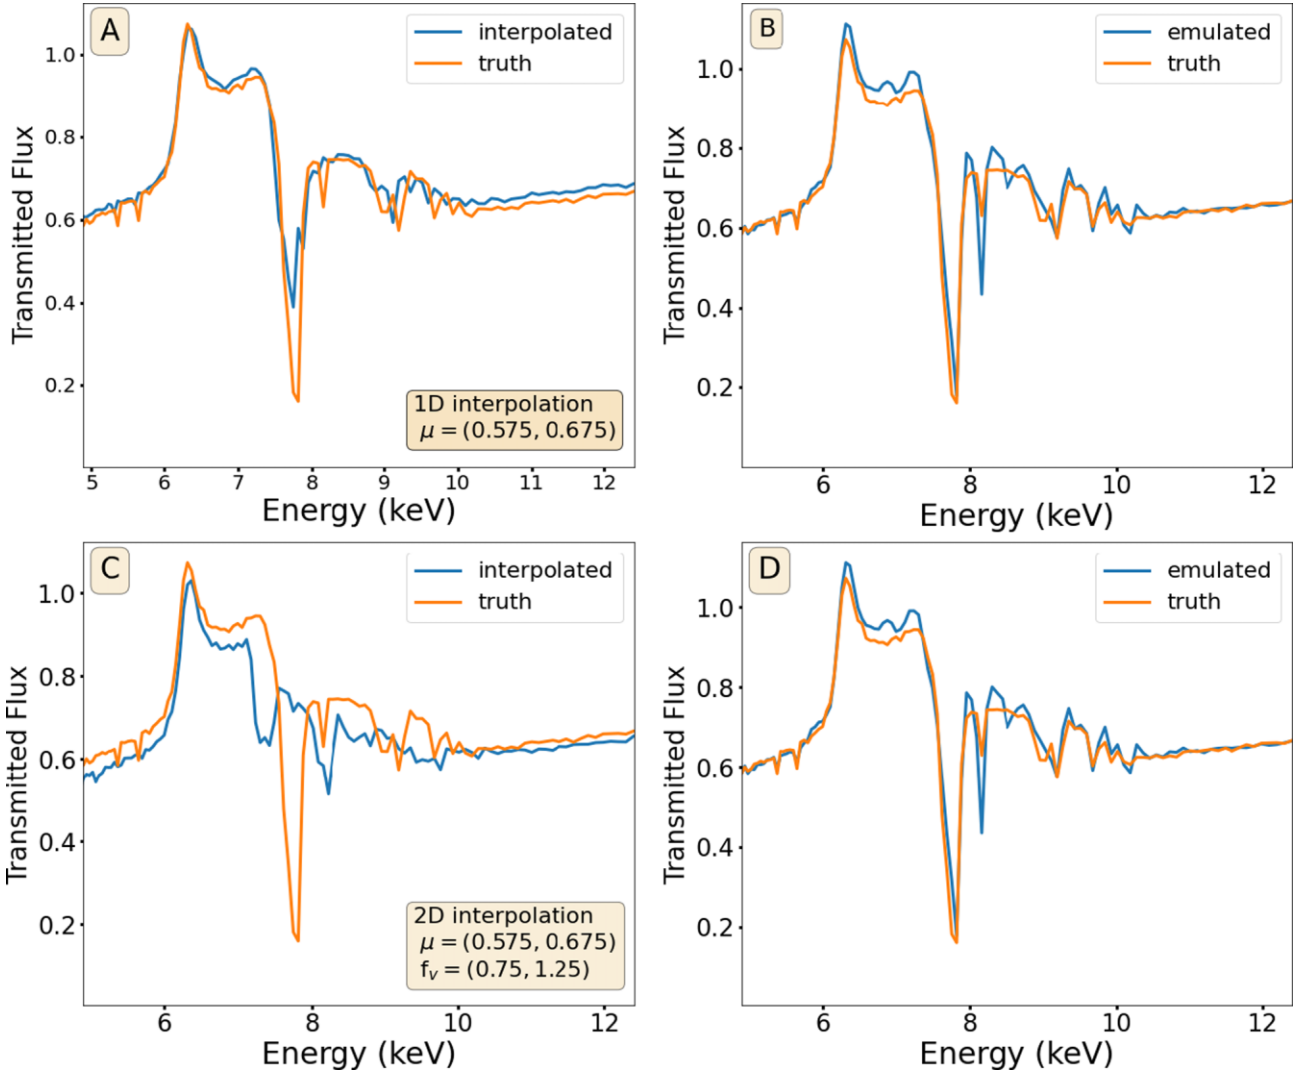 A
interpolated
truth
Transmitted Flux
1.0
0.8
0.6
0.4
0.2
1D interpolation
μ = (0.575, 0.675)
5 6 7 8 9 10 11 12
Energy (keV)
B
emulated
truth
Transmitted Flux
1.0
0.8
0.6
0.4
0.2
6 8 10 12
Energy (keV)
C
interpolated
truth
Transmitted Flux
1.0
0.8
0.6
0.4
0.2
2D interpolation
μ = (0.575, 0.675)
fᵥ = (0.75, 1.25)
6 8 10 12
Energy (keV)
D
emulated
truth
Transmitted Flux
1.0
0.8
0.6
0.4
0.2
6 8 10 12
Energy (keV)